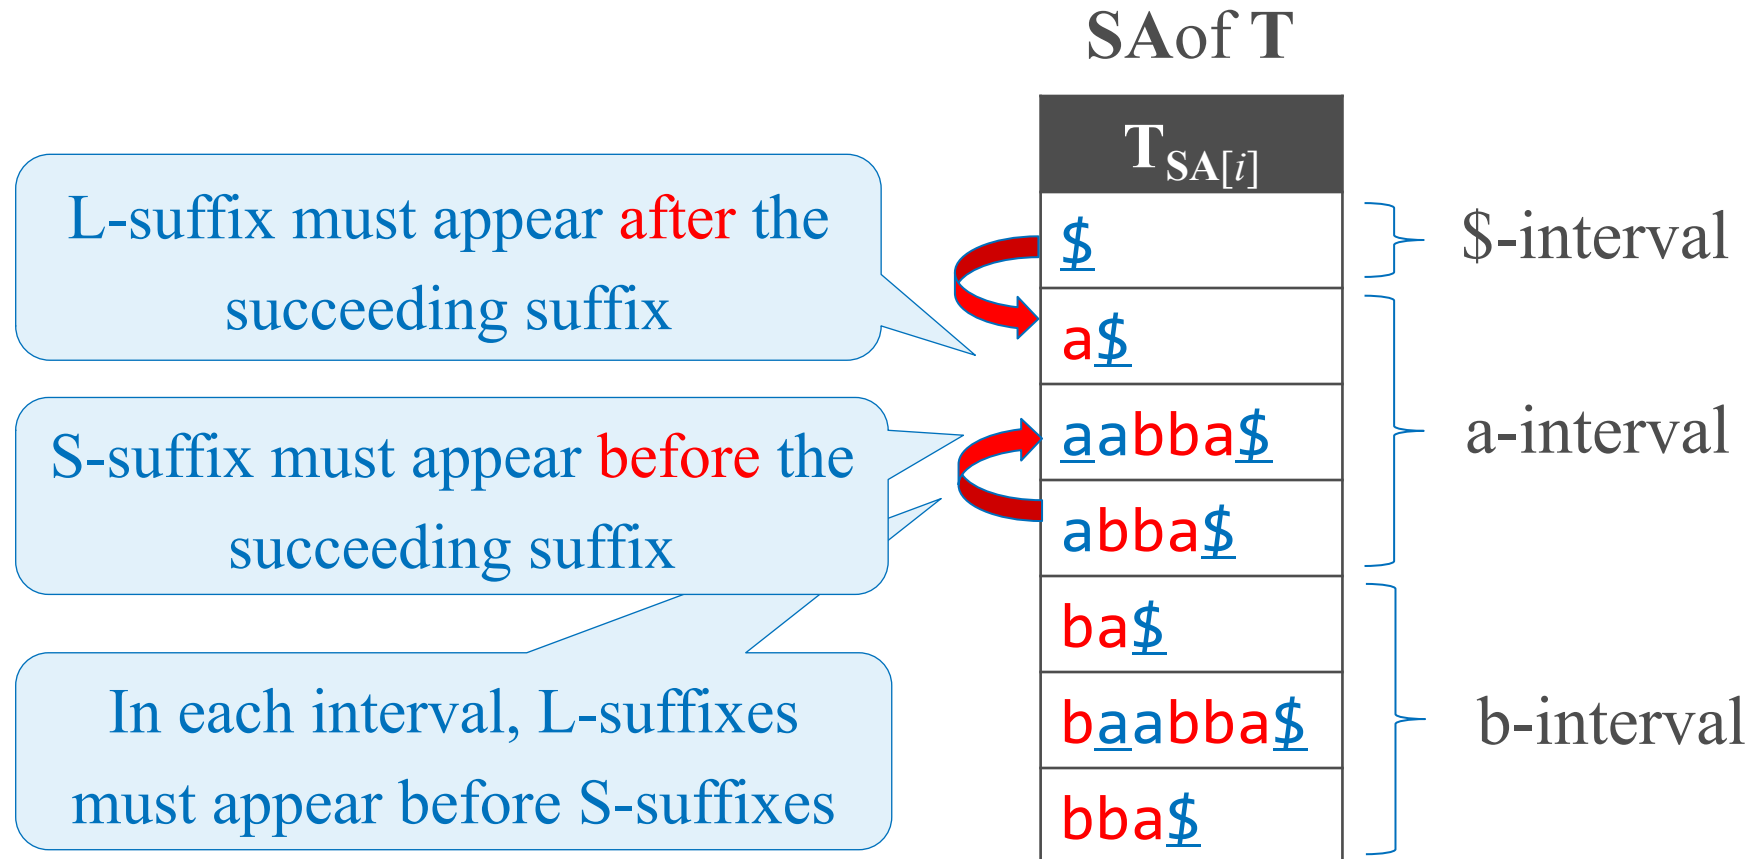 SAof T
T_SA[i]
L-suffix must appear after the
succeeding suffix
S-suffix must appear before the
succeeding suffix
In each interval, L-suffixes
must appear before S-suffixes
$
a$
aabba$
abba$
ba$
baabba$
bba$
$-interval
a-interval
b-interval